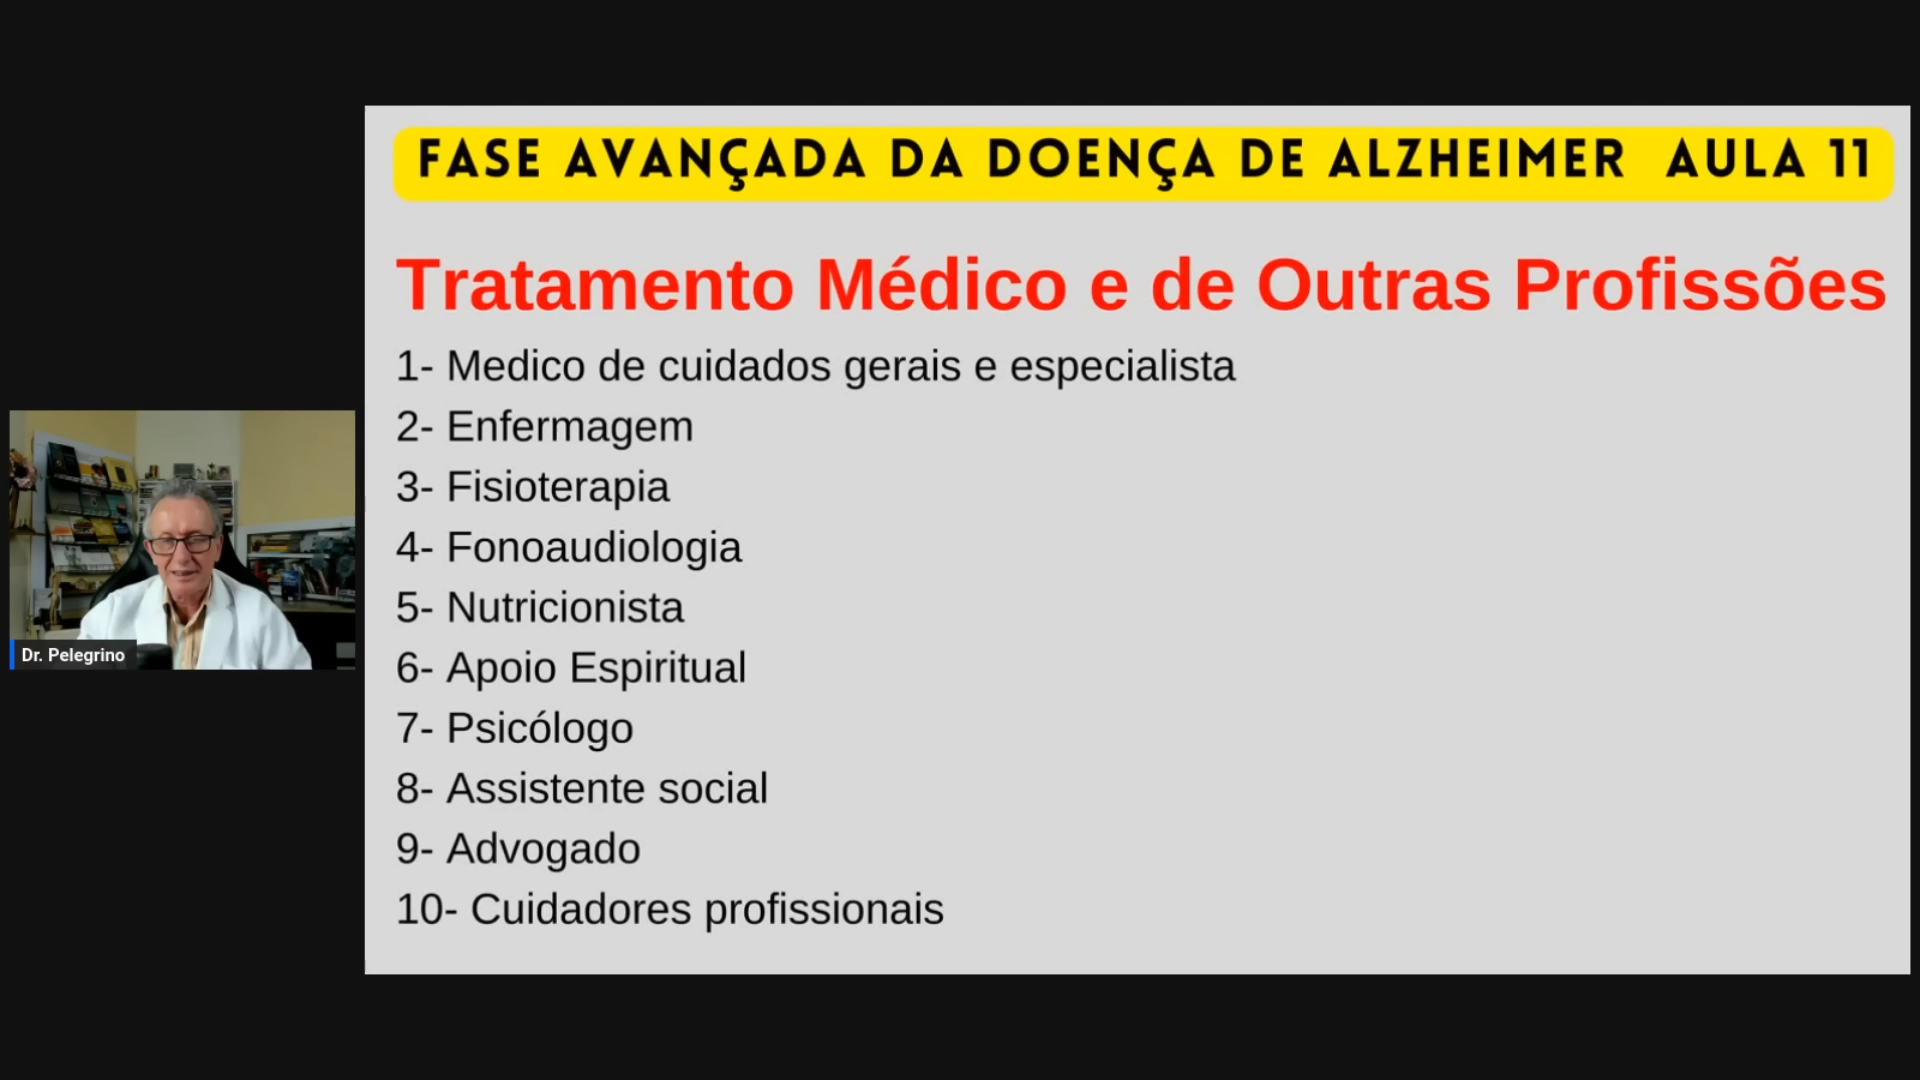 FASE AVANÇADA DA DOENÇA DE ALZHEIMER AULA 11
Tratamento Médico e de Outras Profissões
1- Medico de cuidados gerais e especialista
2- Enfermagem
3- Fisioterapia
4- Fonoaudiologia
5- Nutricionista
6- Apoio Espiritual
7- Psicólogo
8- Assistente social
9- Advogado
10- Cuidadores profissionais
Dr. Pelegrino